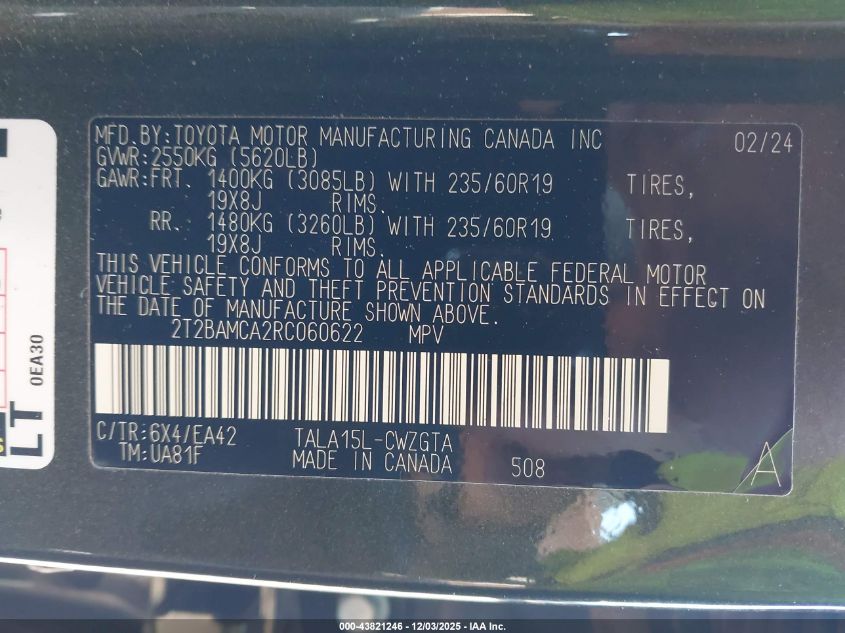 MFD.BY:TOYOTA MOTOR MANUFACTURING CANADA INC 02/24
GVWR:2550KG (5620LB)
GAWR:FRT. 1400KG (3085LB) WITH 235/60R19 TIRES,
19X8J RIMS.
RR. 1480KG (3260LB) WITH 235/60R19 TIRES,
19X8J RIMS.
THIS VEHICLE CONFORMS TO ALL APPLICABLE FEDERAL MOTOR
VEHICLE SAFETY AND THEFT PREVENTION STANDARDS IN EFFECT ON
THE DATE OF MANUFACTURE SHOWN ABOVE.
2T2BAMCA2RC060622 MPV
C/TR:6X4/EA42 TALA15L-CWZGTA
TM:UA81F MADE IN CANADA 508 A
LT 0EA30
000-43821246 - 12/03/2025 - IAA Inc.